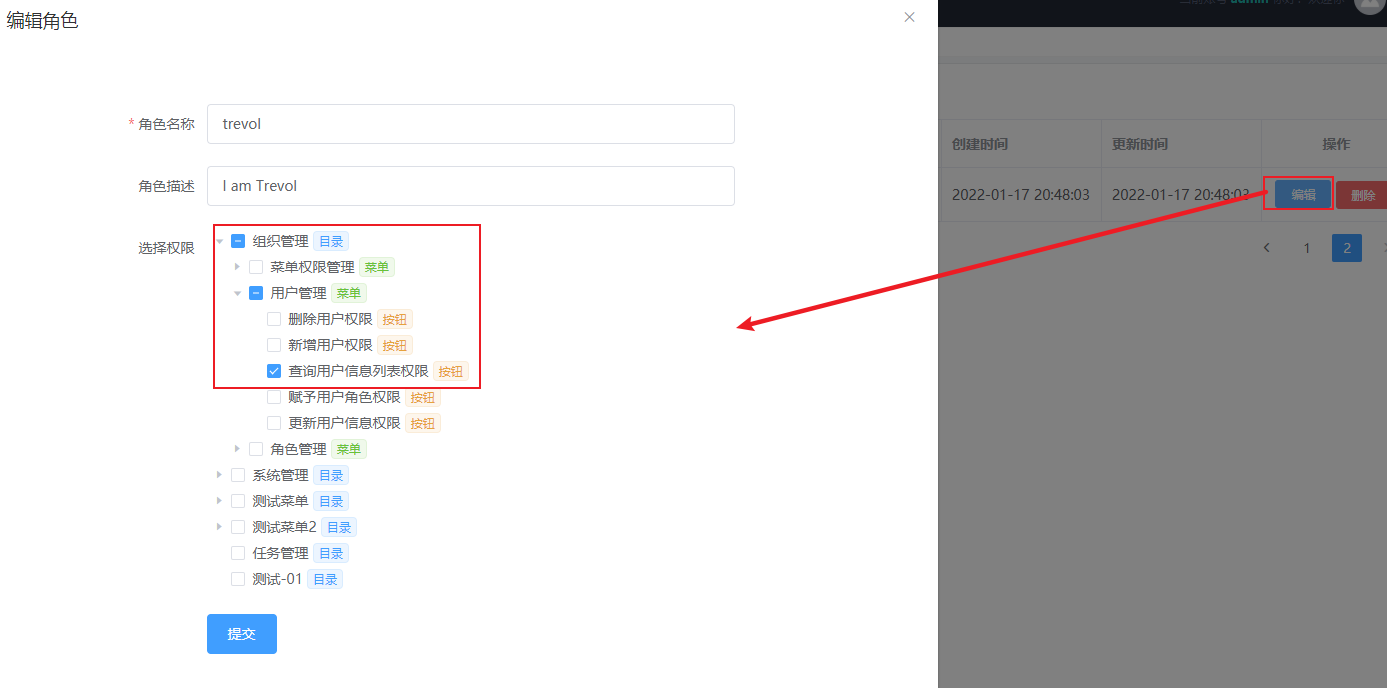 编辑角色
* 角色名称
trevol
角色描述
I am Trevol
选择权限
组织管理 目录
菜单权限管理 菜单
用户管理 菜单
删除用户权限 按钮
新增用户权限 按钮
查询用户信息列表权限 按钮
赋予用户角色权限 按钮
更新用户信息权限 按钮
角色管理 菜单
系统管理 目录
测试菜单 目录
测试菜单2 目录
任务管理 目录
测试-01 目录
提交
admin
创建时间 更新时间 操作
2022-01-17 20:48:03 2022-01-17 20:48:03 编辑 删除
1 2